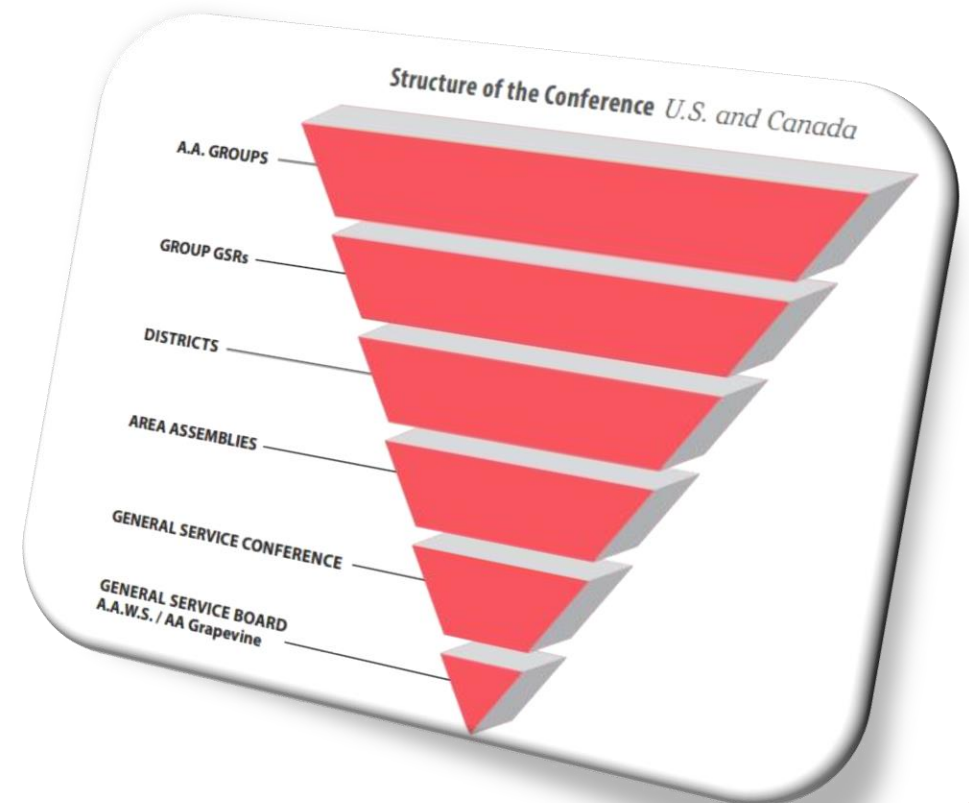 Structure of the Conference U.S. and Canada
A.A. GROUPS
GROUP GSRs
DISTRICTS
AREA ASSEMBLIES
GENERAL SERVICE CONFERENCE
GENERAL SERVICE BOARD
A.A.W.S. / AA Grapevine